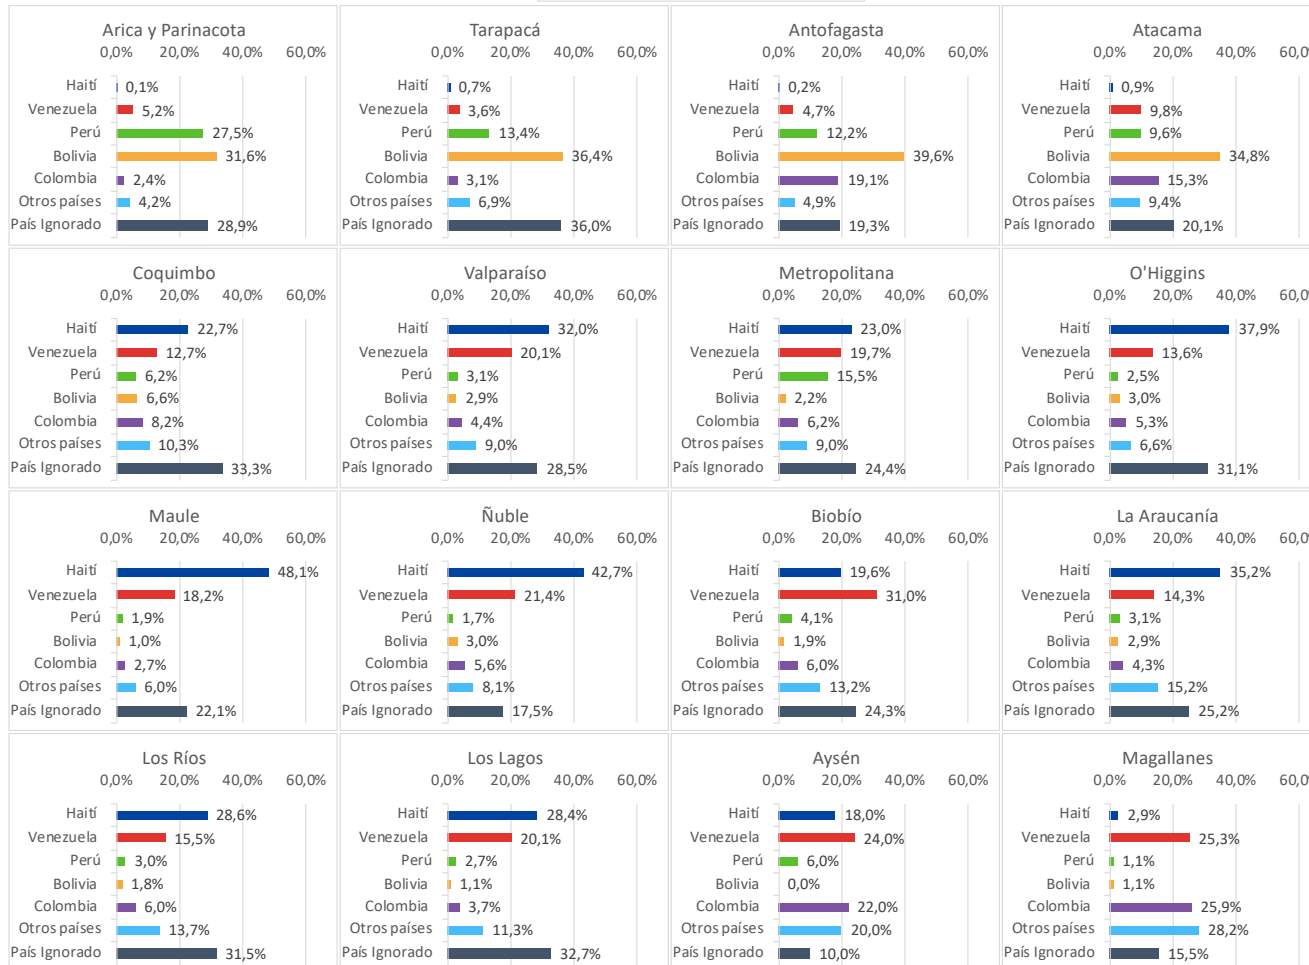 Arica y Parinacota
0,0% 20,0% 40,0% 60,0%
Haití 0,1%
Venezuela 5,2%
Perú 27,5%
Bolivia 31,6%
Colombia 2,4%
Otros países 4,2%
País Ignorado 28,9%
Tarapacá
0,0% 20,0% 40,0% 60,0%
Haití 0,7%
Venezuela 3,6%
Perú 13,4%
Bolivia 36,4%
Colombia 3,1%
Otros países 6,9%
País Ignorado 36,0%
Antofagasta
0,0% 20,0% 40,0% 60,0%
Haití 0,2%
Venezuela 4,7%
Perú 12,2%
Bolivia 39,6%
Colombia 19,1%
Otros países 4,9%
País Ignorado 19,3%
Atacama
0,0% 20,0% 40,0% 60,0
Haití 0,9%
Venezuela 9,8%
Perú 9,6%
Bolivia 34,8%
Colombia 15,3%
Otros países 9,4%
País Ignorado 20,1%
Coquimbo
0,0% 20,0% 40,0% 60,0%
Haití 22,7%
Venezuela 12,7%
Perú 6,2%
Bolivia 6,6%
Colombia 8,2%
Otros países 10,3%
País Ignorado 33,3%
Valparaíso
0,0% 20,0% 40,0% 60,0%
Haití 32,0%
Venezuela 20,1%
Perú 3,1%
Bolivia 2,9%
Colombia 4,4%
Otros países 9,0%
País Ignorado 28,5%
Metropolitana
0,0% 20,0% 40,0% 60,0%
Haití 23,0%
Venezuela 19,7%
Perú 15,5%
Bolivia 2,2%
Colombia 6,2%
Otros países 9,0%
País Ignorado 24,4%
O'Higgins
0,0% 20,0% 40,0% 60,0
Haití 37,9%
Venezuela 13,6%
Perú 2,5%
Bolivia 3,0%
Colombia 5,3%
Otros países 6,6%
País Ignorado 31,1%
Maule
0,0% 20,0% 40,0% 60,0%
Haití 48,1%
Venezuela 18,2%
Perú 1,9%
Bolivia 1,0%
Colombia 2,7%
Otros países 6,0%
País Ignorado 22,1%
Ñuble
0,0% 20,0% 40,0% 60,0%
Haití 42,7%
Venezuela 21,4%
Perú 1,7%
Bolivia 3,0%
Colombia 5,6%
Otros países 8,1%
País Ignorado 17,5%
Biobío
0,0% 20,0% 40,0% 60,0%
Haití 19,6%
Venezuela 31,0%
Perú 4,1%
Bolivia 1,9%
Colombia 6,0%
Otros países 13,2%
País Ignorado 24,3%
La Araucanía
0,0% 20,0% 40,0% 60,0
Haití 35,2%
Venezuela 14,3%
Perú 3,1%
Bolivia 2,9%
Colombia 4,3%
Otros países 15,2%
País Ignorado 25,2%
Los Ríos
0,0% 20,0% 40,0% 60,0%
Haití 28,6%
Venezuela 15,5%
Perú 3,0%
Bolivia 1,8%
Colombia 6,0%
Otros países 13,7%
País Ignorado 31,5%
Los Lagos
0,0% 20,0% 40,0% 60,0%
Haití 28,4%
Venezuela 20,1%
Perú 2,7%
Bolivia 1,1%
Colombia 3,7%
Otros países 11,3%
País Ignorado 32,7%
Aysén
0,0% 20,0% 40,0% 60,0%
Haití 18,0%
Venezuela 24,0%
Perú 6,0%
Bolivia 0,0%
Colombia 22,0%
Otros países 20,0%
País Ignorado 10,0%
Magallanes
0,0% 20,0% 40,0% 60,0
Haití 2,9%
Venezuela 25,3%
Perú 1,1%
Bolivia 1,1%
Colombia 25,9%
Otros países 28,2%
País Ignorado 15,5%